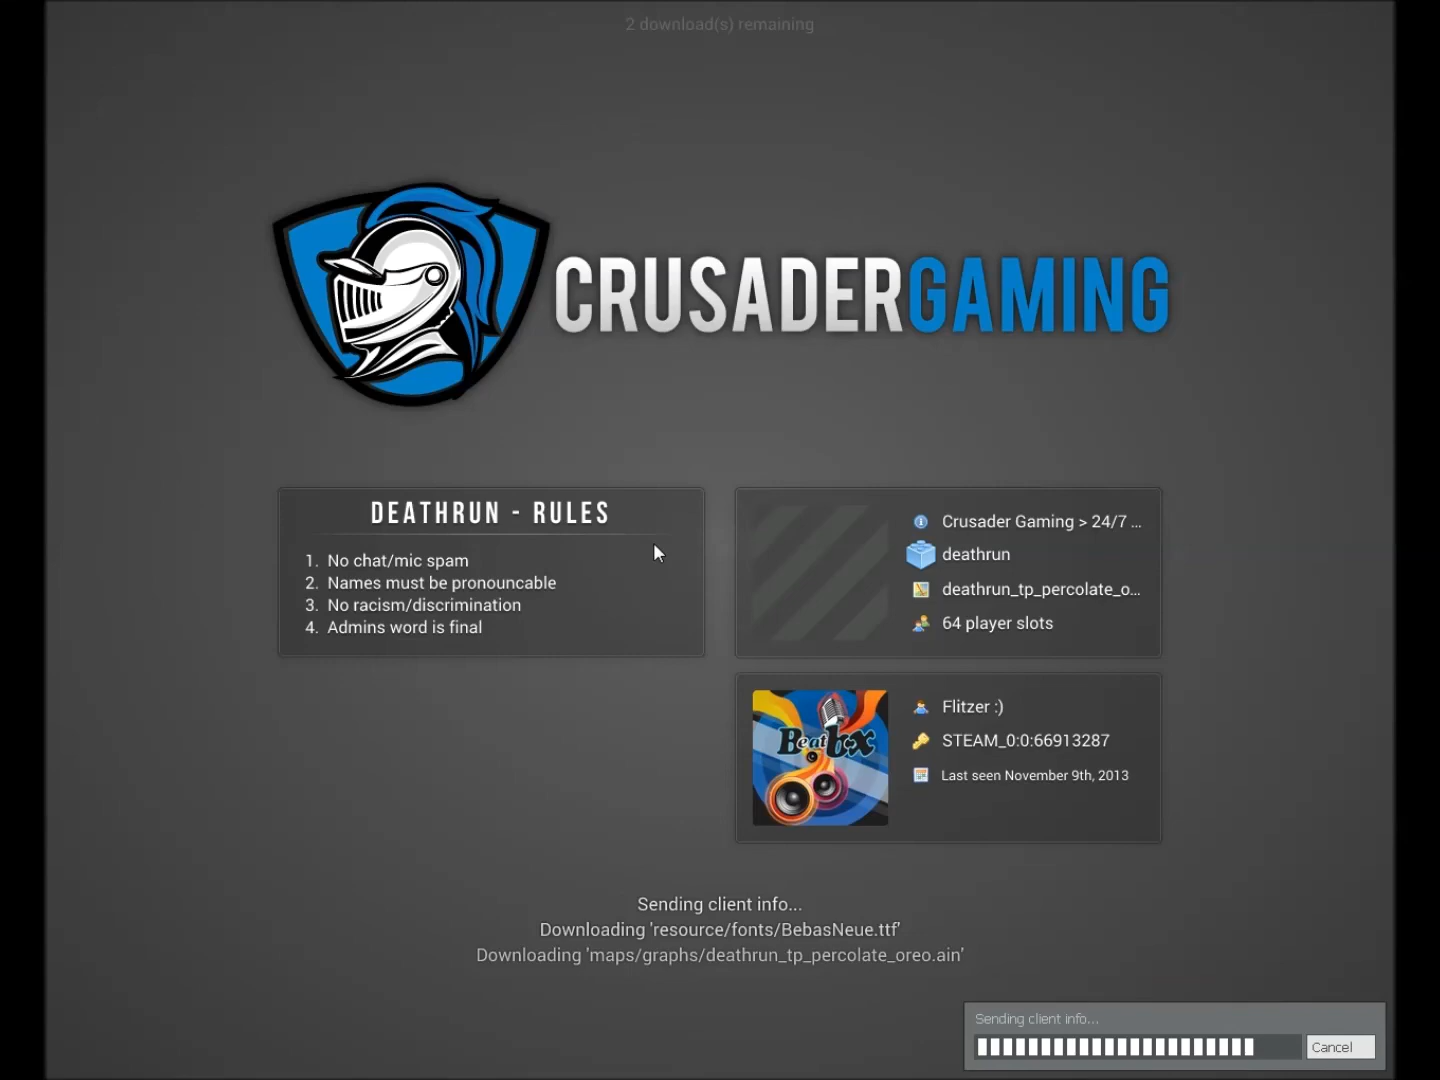 2 download(s) remaining
CRUSADERGAMING
DEATHRUN - RULES
1. No chat/mic spam
2. Names must be pronouncable
3. No racism/discrimination
4. Admins word is final
Crusader Gaming > 24/7 ...
deathrun
deathrun_tp_percolate_o...
64 player slots
Beatbx
Flitzer :)
STEAM_0:0:66913287
Last seen November 9th, 2013
Sending client info...
Downloading 'resource/fonts/BebasNeue.ttf'
Downloading 'maps/graphs/deathrun_tp_percolate_oreo.ain'
Sending client info...
Cancel